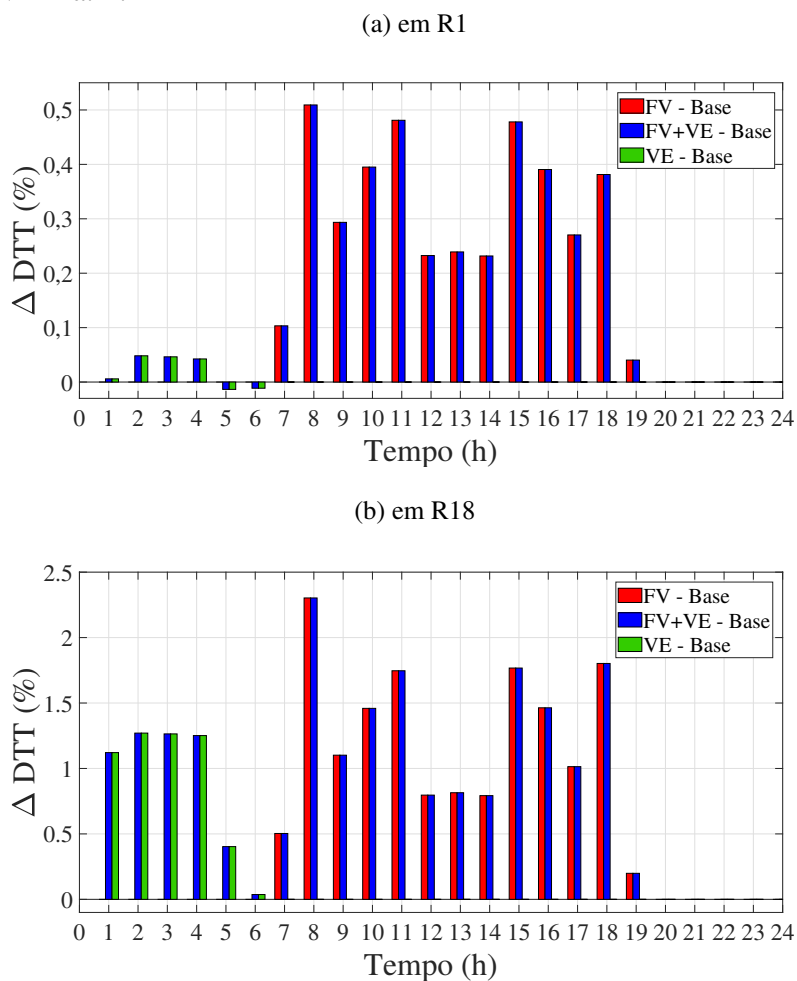 (a) em R1
0,5
0,4
0,3
0,2
0,1
0
Δ DTT (%)
FV - Base
FV+VE - Base
VE - Base
0 1 2 3 4 5 6 7 8 9 10 11 12 13 14 15 16 17 18 19 20 21 22 23 24
Tempo (h)
(b) em R18
2.5
2
1.5
1
0.5
0
Δ DTT (%)
FV - Base
FV+VE - Base
VE - Base
0 1 2 3 4 5 6 7 8 9 10 11 12 13 14 15 16 17 18 19 20 21 22 23 24
Tempo (h)